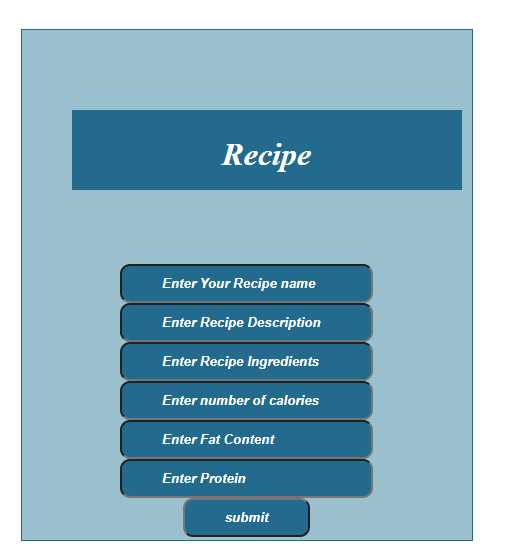 Recipe
Enter Your Recipe name
Enter Recipe Description
Enter Recipe Ingredients
Enter number of calories
Enter Fat Content
Enter Protein
submit